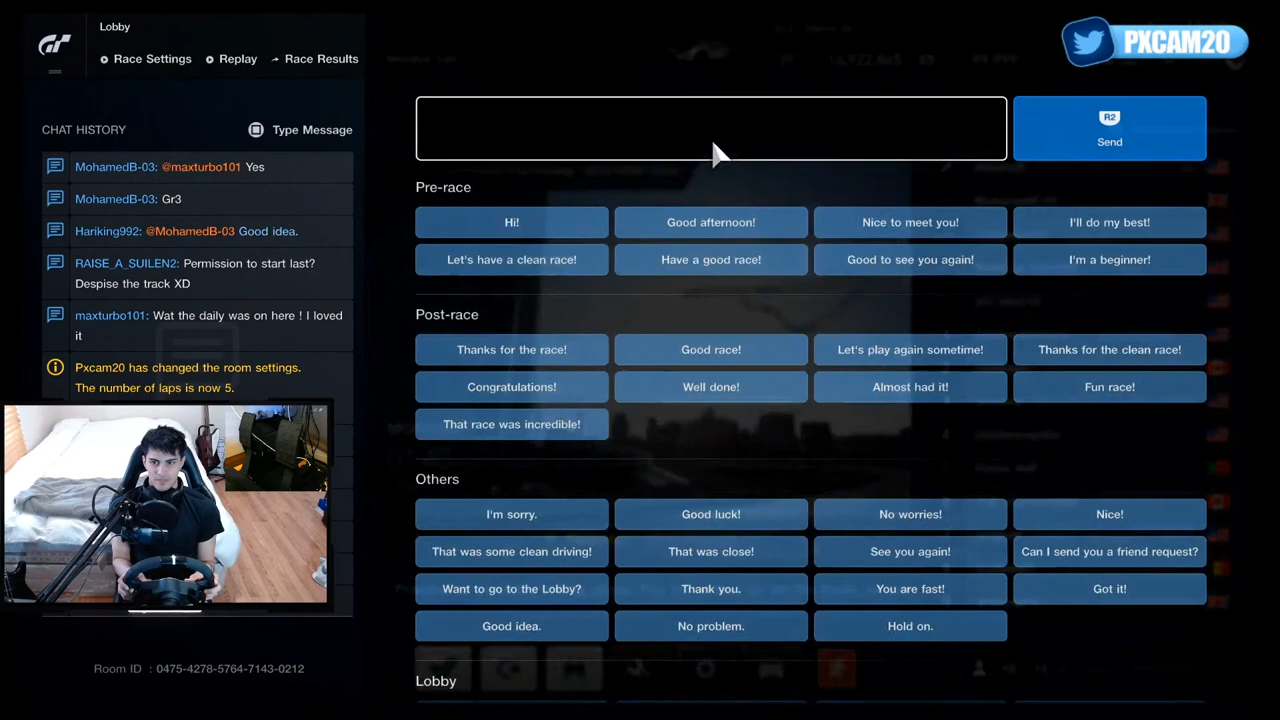 Lobby
Race Settings
Replay
Race Results
PXCAM20
CHAT HISTORY
Type Message
MohamedB-03: @maxturbo101 Yes
MohamedB-03: Gr3
Hariking992: @MohamedB-03 Good idea.
RAISE_A_SUILEN2: Permission to start last?
Despise the track XD
maxturbo101: Wat the daily was on here ! I loved
it
Pxcam20 has changed the room settings.
The number of laps is now 5.
Room ID : 0475-4278-5764-7143-0212
R2
Send
Pre-race
Hi!
Good afternoon!
Nice to meet you!
I'll do my best!
Let's have a clean race!
Have a good race!
Good to see you again!
I'm a beginner!
Post-race
Thanks for the race!
Good race!
Let's play again sometime!
Thanks for the clean race!
Congratulations!
Well done!
Almost had it!
Fun race!
That race was incredible!
Others
I'm sorry.
Good luck!
No worries!
Nice!
That was some clean driving!
That was close!
See you again!
Can I send you a friend request?
Want to go to the Lobby?
Thank you.
You are fast!
Got it!
Good idea.
No problem.
Hold on.
Lobby